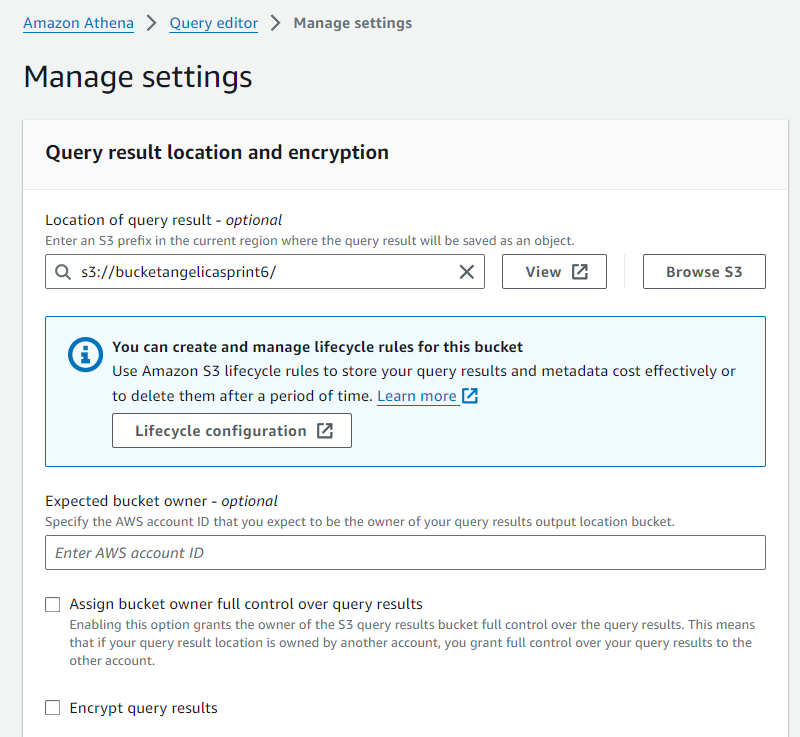 Amazon Athena > Query editor > Manage settings
Manage settings
Query result location and encryption
Location of query result - optional
Enter an S3 prefix in the current region where the query result will be saved as an object.
s3://bucketangelicasprint6/
View
Browse S3
You can create and manage lifecycle rules for this bucket
Use Amazon S3 lifecycle rules to store your query results and metadata cost effectively or
to delete them after a period of time. Learn more
Lifecycle configuration
Expected bucket owner - optional
Specify the AWS account ID that you expect to be the owner of your query results output location bucket.
Enter AWS account ID
Assign bucket owner full control over query results
Enabling this option grants the owner of the S3 query results bucket full control over the query results. This means
that if your query result location is owned by another account, you grant full control over your query results to the
other account.
Encrypt query results